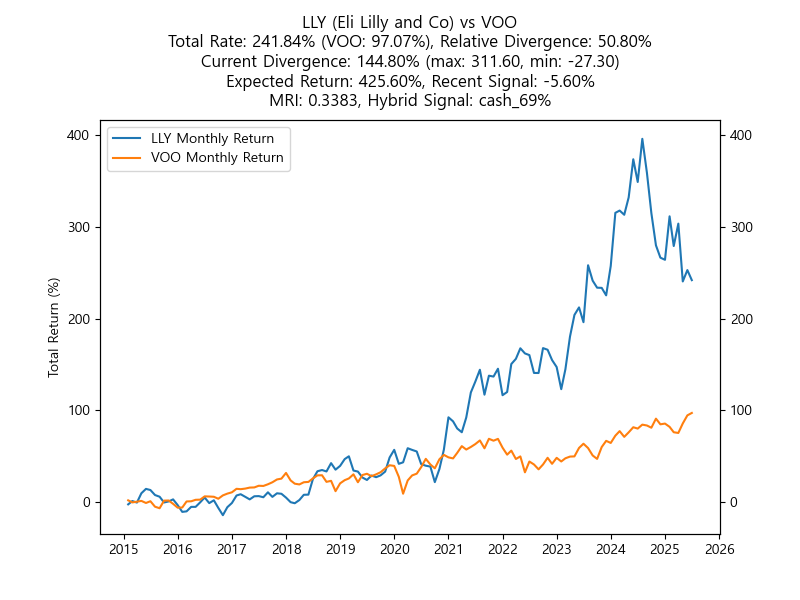 LLY (Eli Lilly and Co) vs VOO
Total Rate: 241.84% (VOO: 97.07%), Relative Divergence: 50.80%
Current Divergence: 144.80% (max: 311.60, min: -27.30)
Expected Return: 425.60%, Recent Signal: -5.60%
MRI: 0.3383, Hybrid Signal: cash_69%
LLY Monthly Return
VOO Monthly Return
Total Return (%)
400
300
200
100
0
400
300
200
100
0
2015 2016 2017 2018 2019 2020 2021 2022 2023 2024 2025 2026